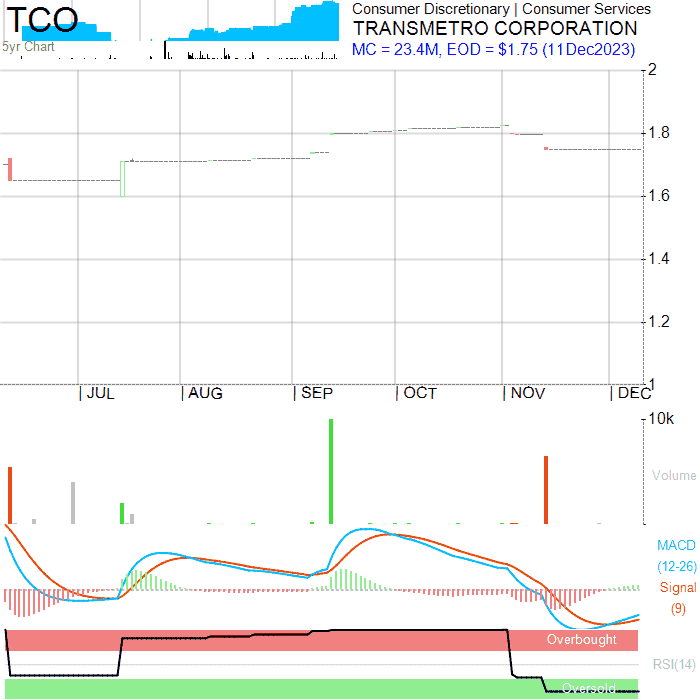 TCO
5yr Chart
Consumer Discretionary | Consumer Services
TRANSMETRO CORPORATION
MC = 23.4M, EOD = $1.75 (11Dec2023)
2
1.8
1.6
1.4
1.2
1
| JUL | AUG | SEP | OCT | NOV | DEC
10k
Volume
MACD
(12-26)
Signal
(9)
Overbought
RSI(14)
Oversold